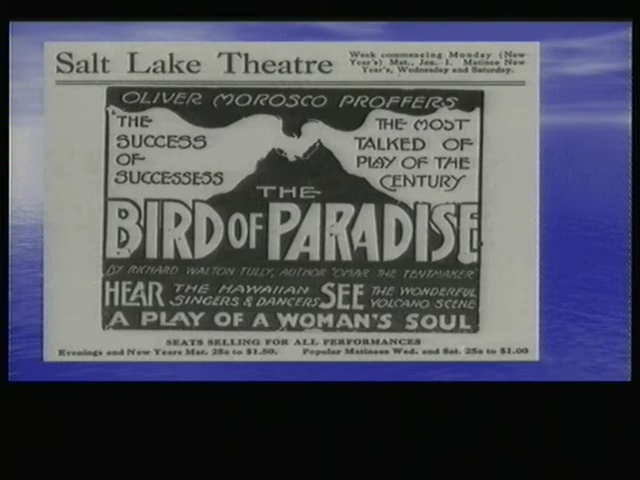 Salt Lake Theatre
Week commencing Monday (New
Year's) Mat., Jan. 1. Matinee New
Year's, Wednesday and Saturday.
OLIVER MOROSCO PROFFERS
THE
SUCCESS
OF
SUCCESSESS
THE MOST
TALKED OF
PLAY OF THE
CENTURY
THE
BIRD OF PARADISE
BY RICHARD WALTON TULLY, AUTHOR "OMAR THE TENTMAKER"
HEAR THE HAWAIIAN SINGERS & DANCERS SEE THE WONDERFUL VOLCANO SCENE
A PLAY OF A WOMAN'S SOUL
SEATS SELLING FOR ALL PERFORMANCES
Evenings and New Years Mat. 25c to $1.50. Popular Matinees Wed. and Sat. 25c to $1.00